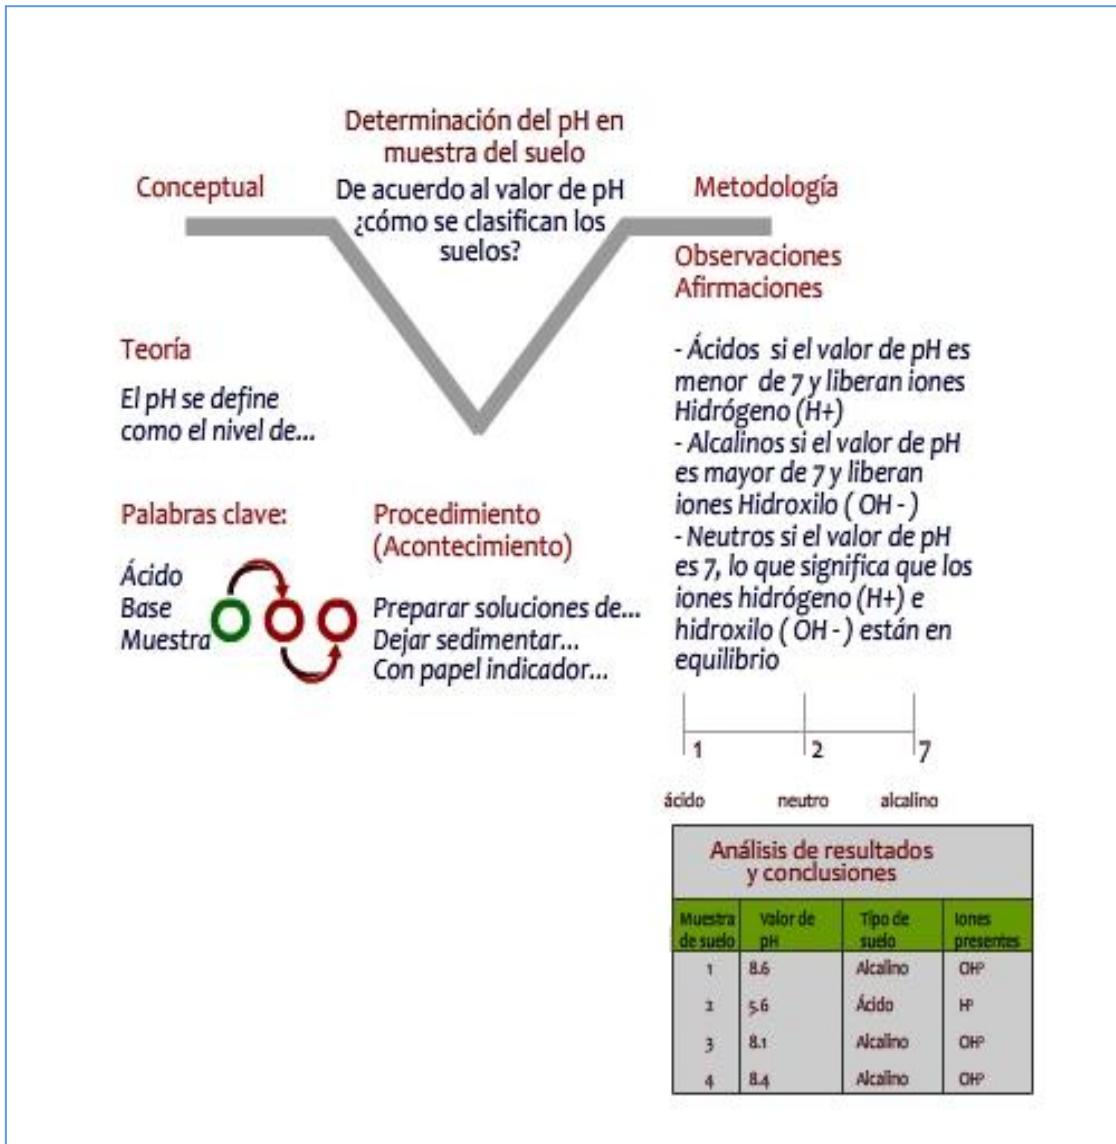 Determinación del pH en
muestra del suelo
Conceptual
De acuerdo al valor de pH
¿cómo se clasifican los
suelos?
Metodología
Observaciones
Afirmaciones
Teoría
El pH se define
como el nivel de...
- Ácidos si el valor de pH es
menor de 7 y liberan iones
Hidrógeno (H+)
- Alcalinos si el valor de pH
es mayor de 7 y liberan
iones Hidroxilo ( OH - )
- Neutros si el valor de pH
es 7, lo que significa que los
iones hidrógeno (H+) e
hidroxilo ( OH - ) están en
equilibrio
Palabras clave:
Ácido
Base
Muestra
Procedimiento
(Acontecimiento)
Preparar soluciones de...
Dejar sedimentar...
Con papel indicador...
1 2 7
ácido neutro alcalino
Análisis de resultados
y conclusiones
Muestra de suelo Valor de pH Tipo de suelo Iones presentes
1 8.6 Alcalino OHº
2 5.6 Ácido Hº
3 8.1 Alcalino OHº
4 8.4 Alcalino OHº